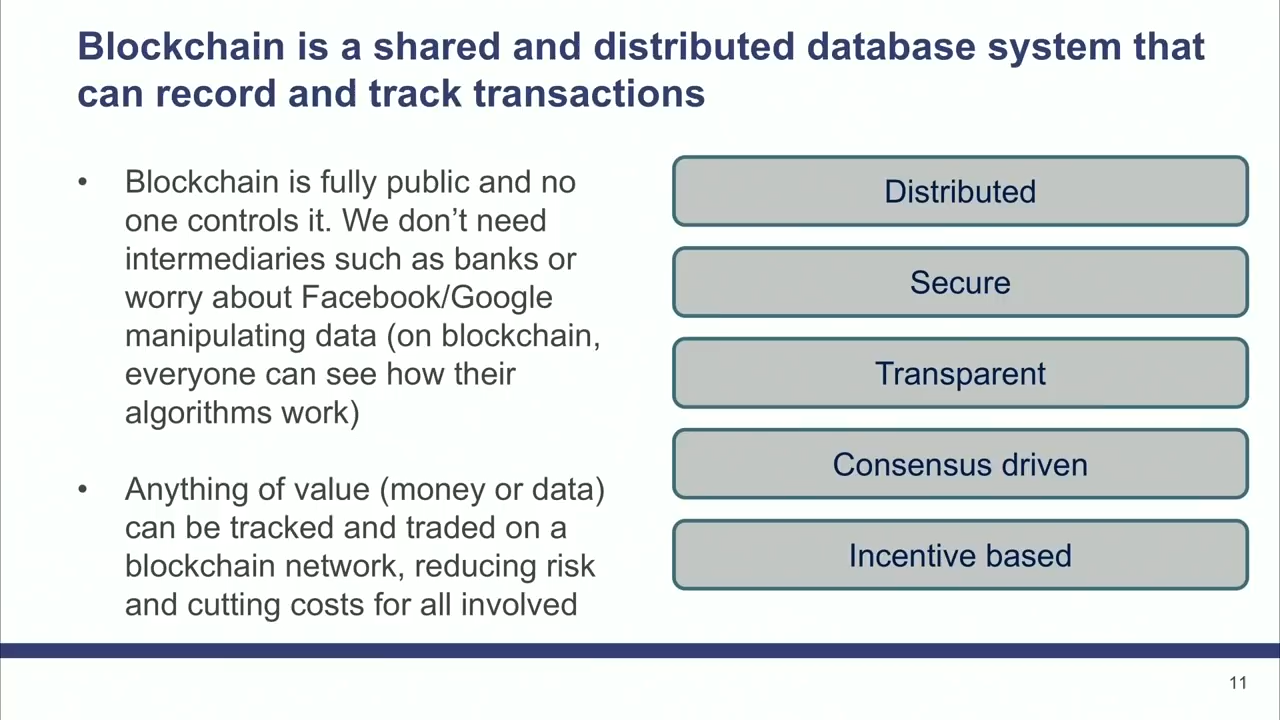 Blockchain is a shared and distributed database system that
can record and track transactions
• Blockchain is fully public and no
one controls it. We don’t need
intermediaries such as banks or
worry about Facebook/Google
manipulating data (on blockchain,
everyone can see how their
algorithms work)
• Anything of value (money or data)
can be tracked and traded on a
blockchain network, reducing risk
and cutting costs for all involved
Distributed
Secure
Transparent
Consensus driven
Incentive based
11